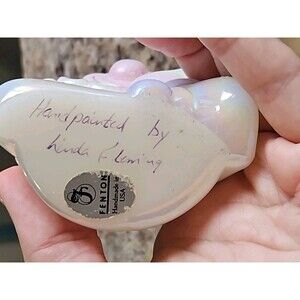 Handpainted by
Linda Fleming
F
FENTON
Handmade in
USA